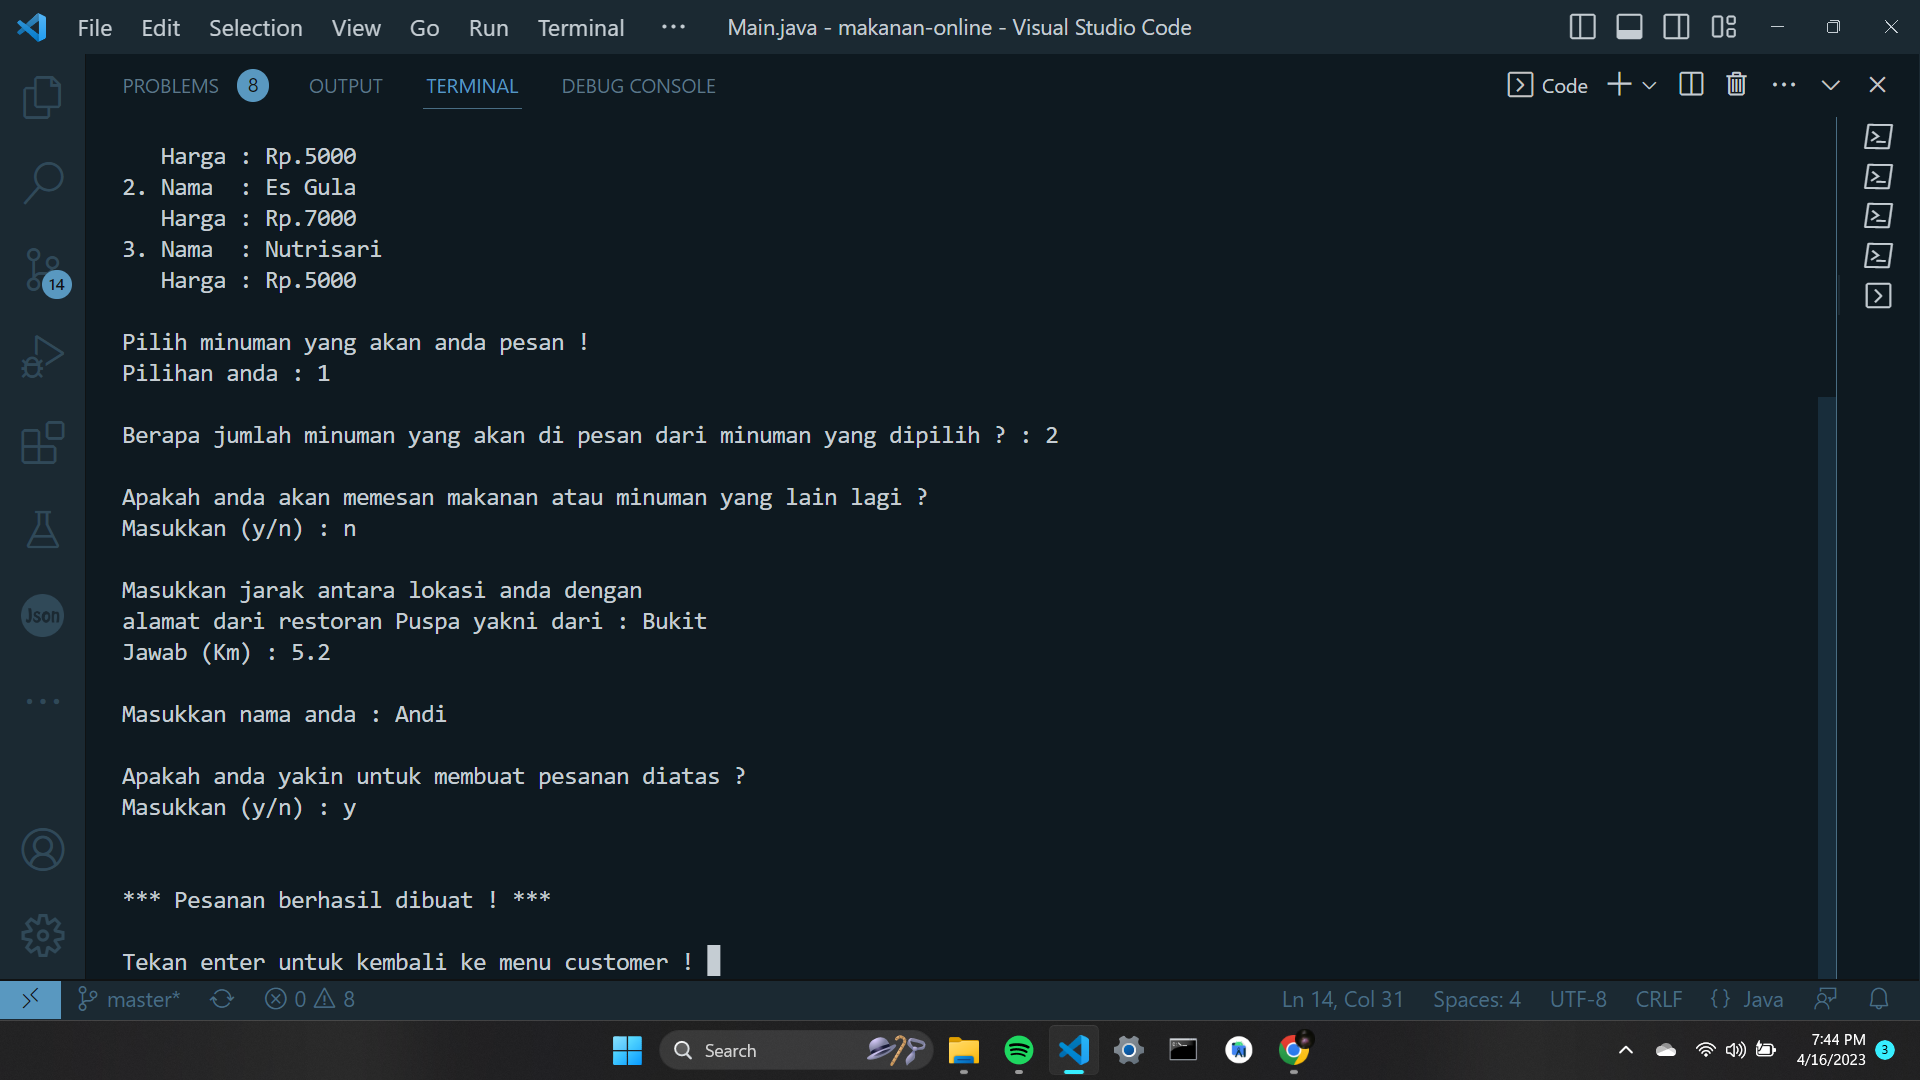 File Edit Selection View Go Run Terminal ··· Main.java - makanan-online - Visual Studio Code
PROBLEMS 8 OUTPUT TERMINAL DEBUG CONSOLE Code
Harga : Rp.5000
2. Nama : Es Gula
Harga : Rp.7000
3. Nama : Nutrisari
Harga : Rp.5000
Pilih minuman yang akan anda pesan !
Pilihan anda : 1
Berapa jumlah minuman yang akan di pesan dari minuman yang dipilih ? : 2
Apakah anda akan memesan makanan atau minuman yang lain lagi ?
Masukkan (y/n) : n
Masukkan jarak antara lokasi anda dengan
alamat dari restoran Puspa yakni dari : Bukit
Jawab (Km) : 5.2
Masukkan nama anda : Andi
Apakah anda yakin untuk membuat pesanan diatas ?
Masukkan (y/n) : y
*** Pesanan berhasil dibuat ! ***
Tekan enter untuk kembali ke menu customer !
14
Json
master* 0 8 Ln 14, Col 31 Spaces: 4 UTF-8 CRLF {} Java
Search
7:44 PM
4/16/2023 3